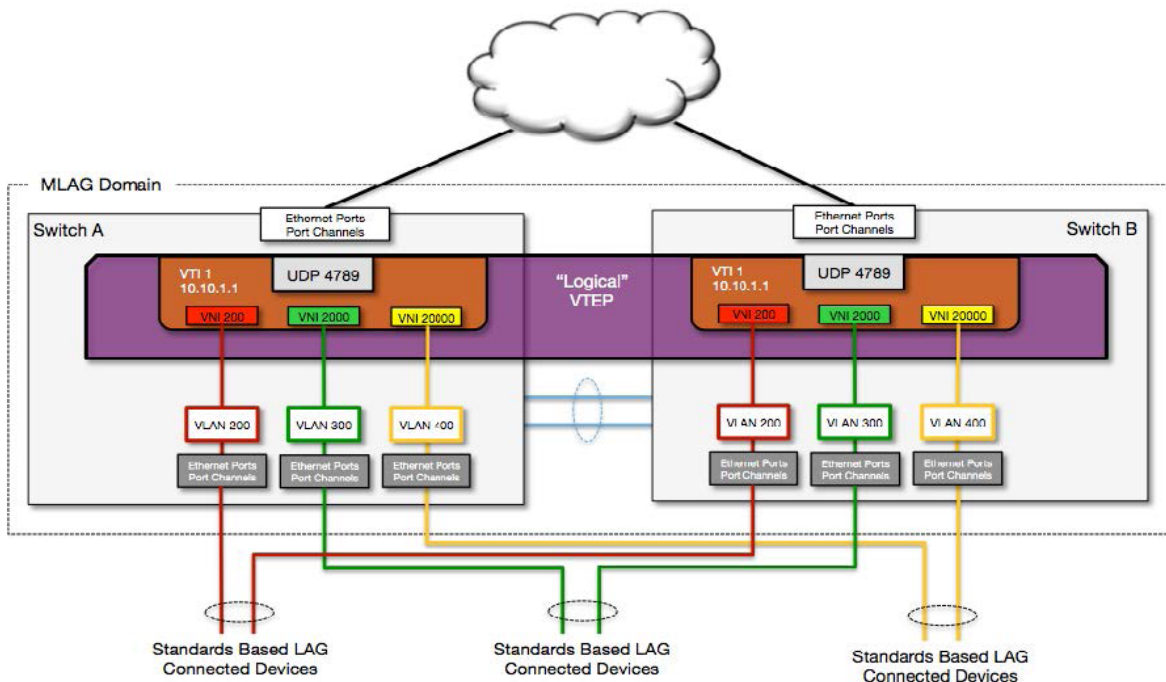 MLAG Domain
Ethernet Ports
Port Channels
Ethernet Ports
Port Channels
Switch A
Switch B
VTI 1
10.10.1.1
UDP 4789
"Logical"
VTEP
VTI 1
10.10.1.1
UDP 4789
VNI 200
VNI 2000
VNI 20000
VNI 200
VNI 2000
VNI 20000
VLAN 200
VLAN 300
VLAN 400
VLAN 200
VLAN 300
VLAN 400
Ethernet Ports
Port Channels
Ethernet Ports
Port Channels
Ethernet Ports
Port Channels
Ethernet Ports
Port Channels
Ethernet Ports
Port Channels
Ethernet Ports
Port Channels
Standards Based LAG
Connected Devices
Standards Based LAG
Connected Devices
Standards Based LAG
Connected Devices